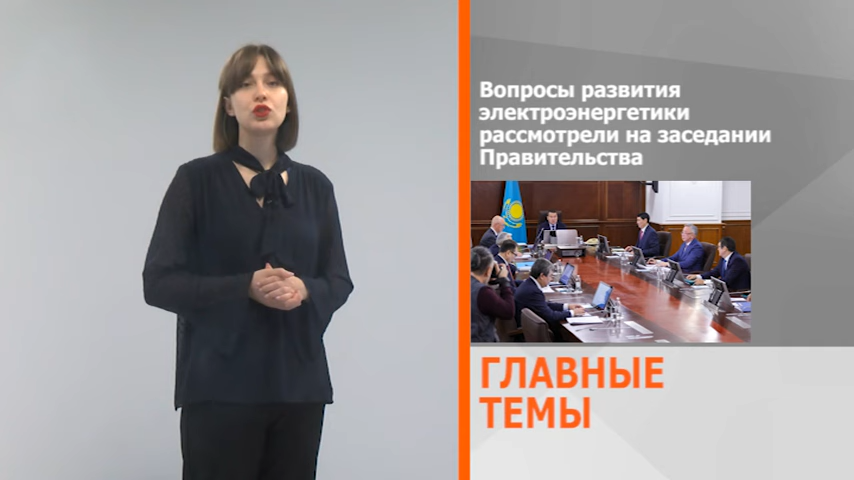 Вопросы развития
электроэнергетики
рассмотрели на заседании
Правительства
ГЛАВНЫЕ
ТЕМЫ